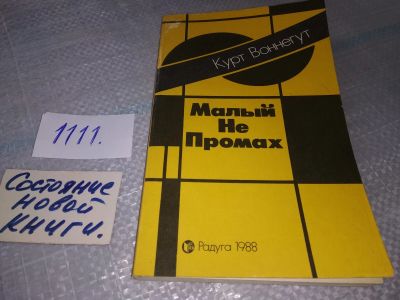 Курт Воннегут
Малый
Не
Промах
Радуга 1988
1111.
Состояние
новой
книги.